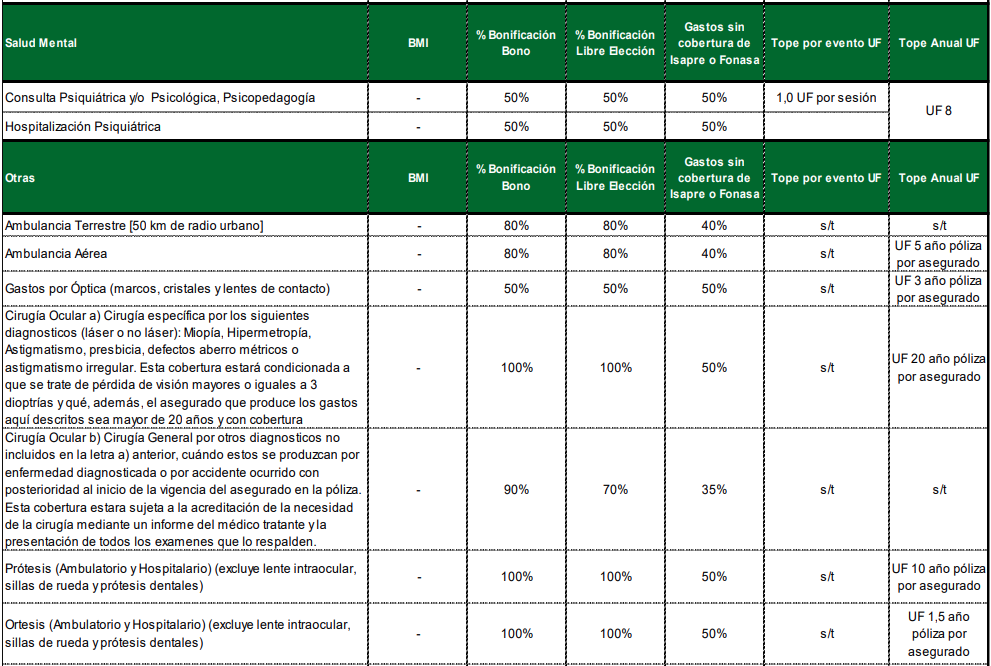 Salud Mental
BMI
% Bonificación
Bono
% Bonificación
Libre Elección
Gastos sin
cobertura de
Isapre o Fonasa
Tope por evento UF
Tope Anual UF
Consulta Psiquiátrica y/o Psicológica, Psicopedagogía
-
50%
50%
50%
1,0 UF por sesión
UF 8
Hospitalización Psiquiátrica
-
50%
50%
50%
Otras
BMI
% Bonificación
Bono
% Bonificación
Libre Elección
Gastos sin
cobertura de
Isapre o Fonasa
Tope por evento UF
Tope Anual UF
Ambulancia Terrestre [50 km de radio urbano]
-
80%
80%
40%
s/t
s/t
Ambulancia Aérea
-
80%
80%
40%
s/t
UF 5 año póliza
por asegurado
Gastos por Óptica (marcos, cristales y lentes de contacto)
-
50%
50%
50%
s/t
UF 3 año póliza
por asegurado
Cirugía Ocular a) Cirugía específica por los siguientes
diagnosticos (láser o no láser): Miopía, Hipermetropía,
Astigmatismo, presbicia, defectos aberro métricos o
astigmatismo irregular. Esta cobertura estará condicionada a
que se trate de pérdida de visión mayores o iguales a 3
dioptrías y qué, además, el asegurado que produce los gastos
aquí descritos sea mayor de 20 años y con cobertura
-
100%
100%
50%
s/t
UF 20 año póliza
por asegurado
Cirugía Ocular b) Cirugía General por otros diagnosticos no
incluidos en la letra a) anterior, cuándo estos se produzcan por
enfermedad diagnosticada o por accidente ocurrido con
posterioridad al inicio de la vigencia del asegurado en la póliza.
Esta cobertura estara sujeta a la acreditación de la necesidad
de la cirugía mediante un informe del médico tratante y la
presentación de todos los examenes que lo respalden.
-
90%
70%
35%
s/t
s/t
Prótesis (Ambulatorio y Hospitalario) (excluye lente intraocular,
sillas de rueda y prótesis dentales)
-
100%
100%
50%
s/t
UF 10 año póliza
por asegurado
Ortesis (Ambulatorio y Hospitalario) (excluye lente intraocular,
sillas de rueda y prótesis dentales)
-
100%
100%
50%
s/t
UF 1,5 año
póliza por
asegurado